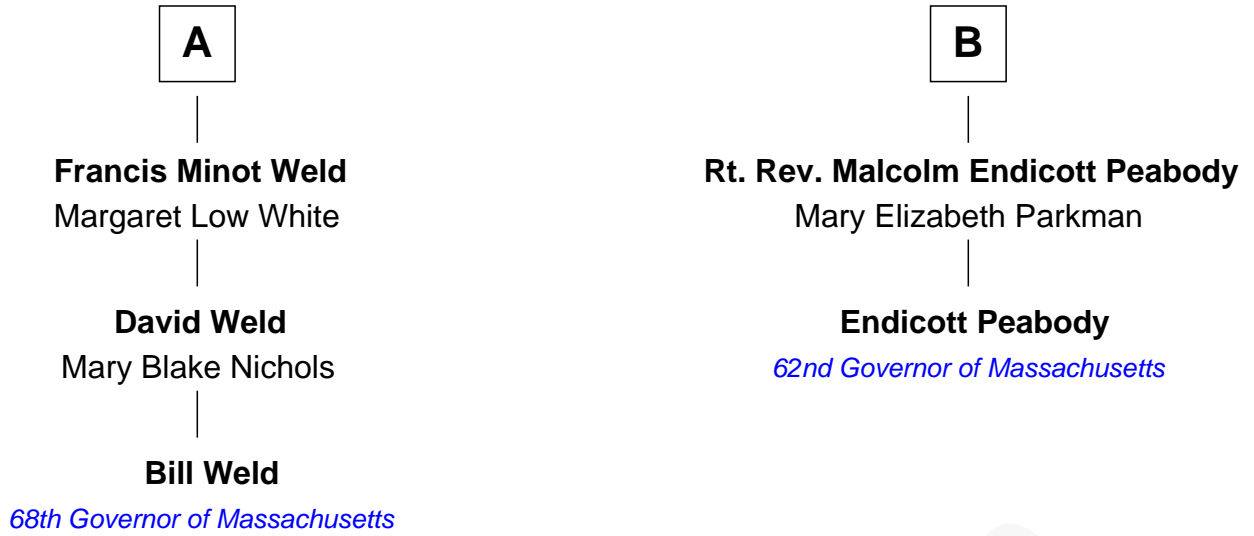 A
Francis Minot Weld
Margaret Low White
David Weld
Mary Blake Nichols
Bill Weld
68th Governor of Massachusetts
B
Rt. Rev. Malcolm Endicott Peabody
Mary Elizabeth Parkman
Endicott Peabody
62nd Governor of Massachusetts